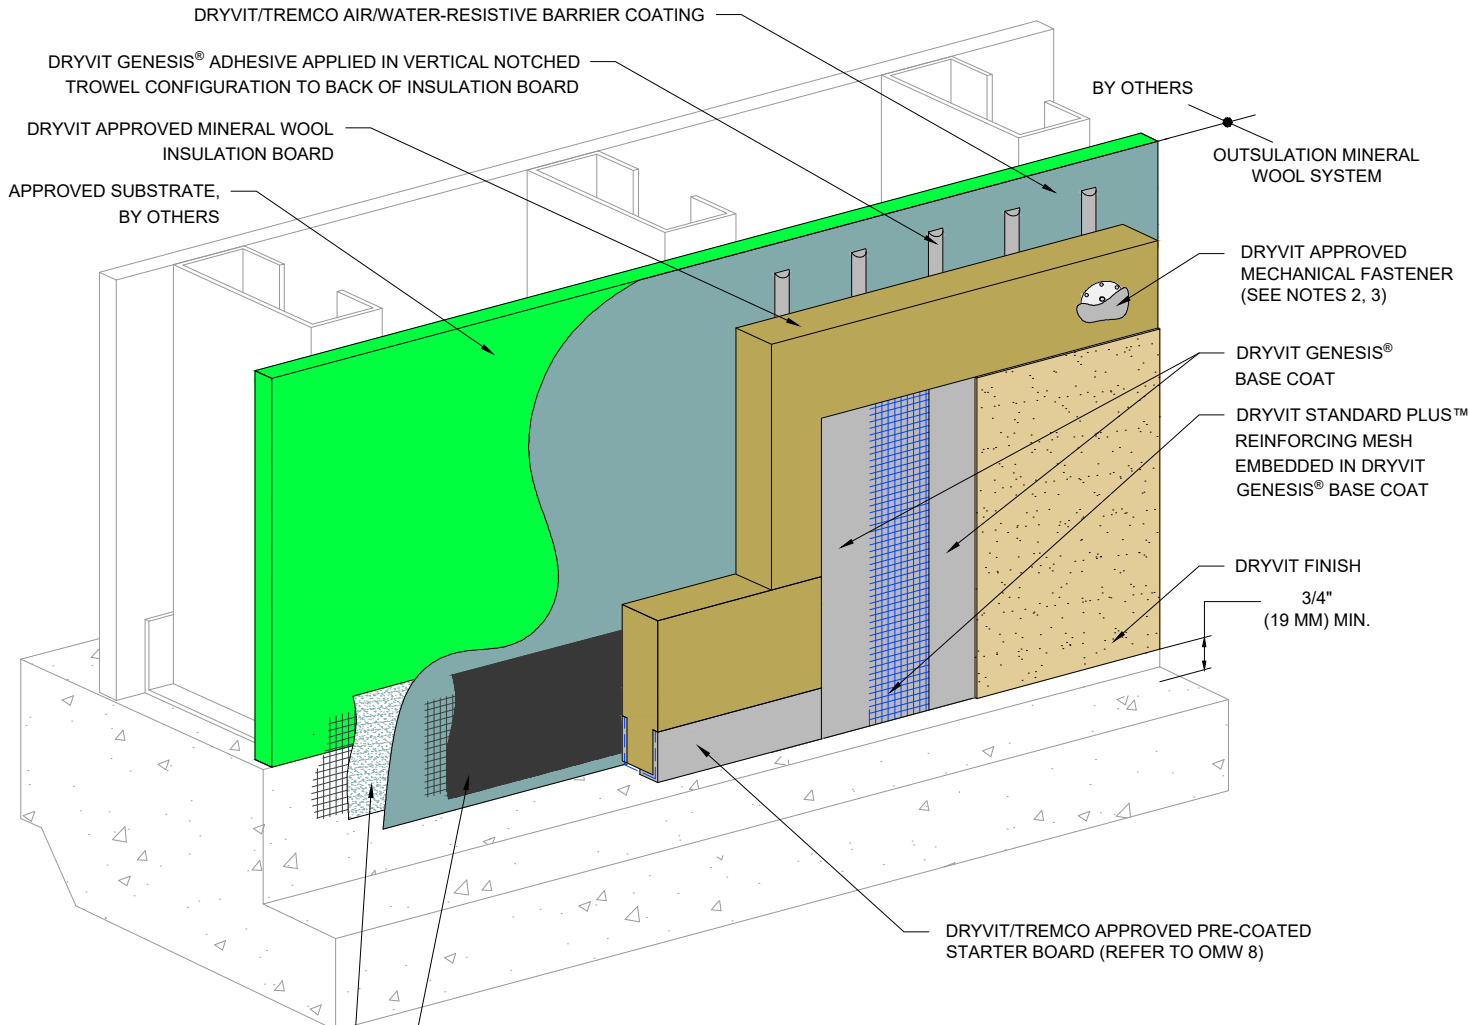 DRYVIT/TREMCO AIR/WATER-RESISTIVE BARRIER COATING
DRYVIT GENESIS® ADHESIVE APPLIED IN VERTICAL NOTCHED
TROWEL CONFIGURATION TO BACK OF INSULATION BOARD
DRYVIT APPROVED MINERAL WOOL
INSULATION BOARD
APPROVED SUBSTRATE,
BY OTHERS
BY OTHERS
OUTSULATION MINERAL
WOOL SYSTEM
DRYVIT APPROVED
MECHANICAL FASTENER
(SEE NOTES 2, 3)
DRYVIT GENESIS®
BASE COAT
DRYVIT STANDARD PLUS™
REINFORCING MESH
EMBEDDED IN DRYVIT
GENESIS® BASE COAT
DRYVIT FINISH
3/4"
(19 MM) MIN.
DRYVIT/TREMCO APPROVED PRE-COATED
STARTER BOARD (REFER TO OMW 8)